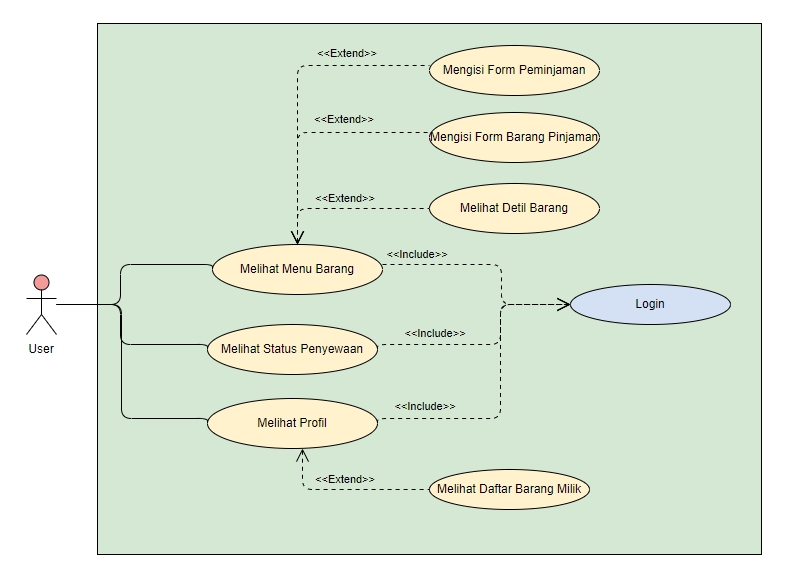 <<Extend>>
Mengisi Form Peminjaman
<<Extend>>
Mengisi Form Barang Pinjaman
<<Extend>>
Melihat Detil Barang
<<Include>>
Melihat Menu Barang
Login
<<Include>>
User
Melihat Status Penyewaan
<<Include>>
Melihat Profil
<<Extend>>
Melihat Daftar Barang Milik